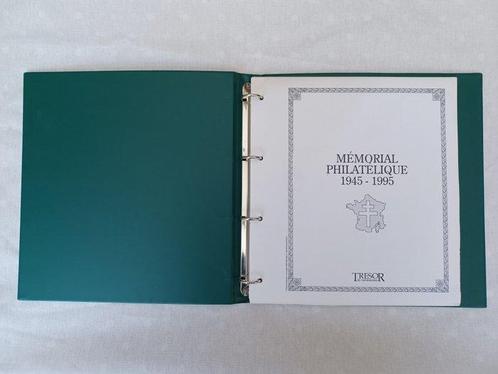 MÉMORIAL
PHILATELIQUE
1945 - 1995
TRESOR